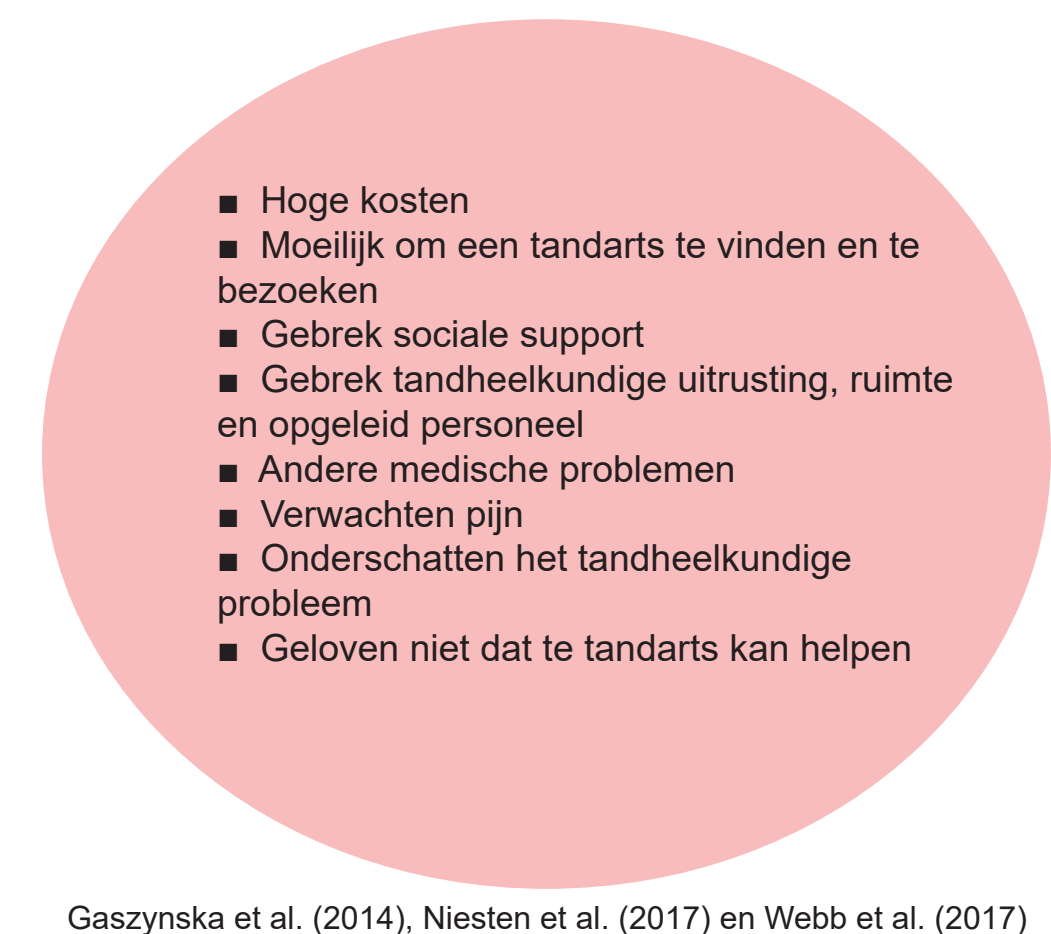 ■ Hoge kosten
■ Moeilijk om een tandarts te vinden en te
bezoeken
■ Gebrek sociale support
■ Gebrek tandheelkundige uitrusting, ruimte
en opgeleid personeel
■ Andere medische problemen
■ Verwachten pijn
■ Onderschatten het tandheelkundige
probleem
■ Geloven niet dat te tandarts kan helpen
Gaszynska et al. (2014), Niesten et al. (2017) en Webb et al. (2017)